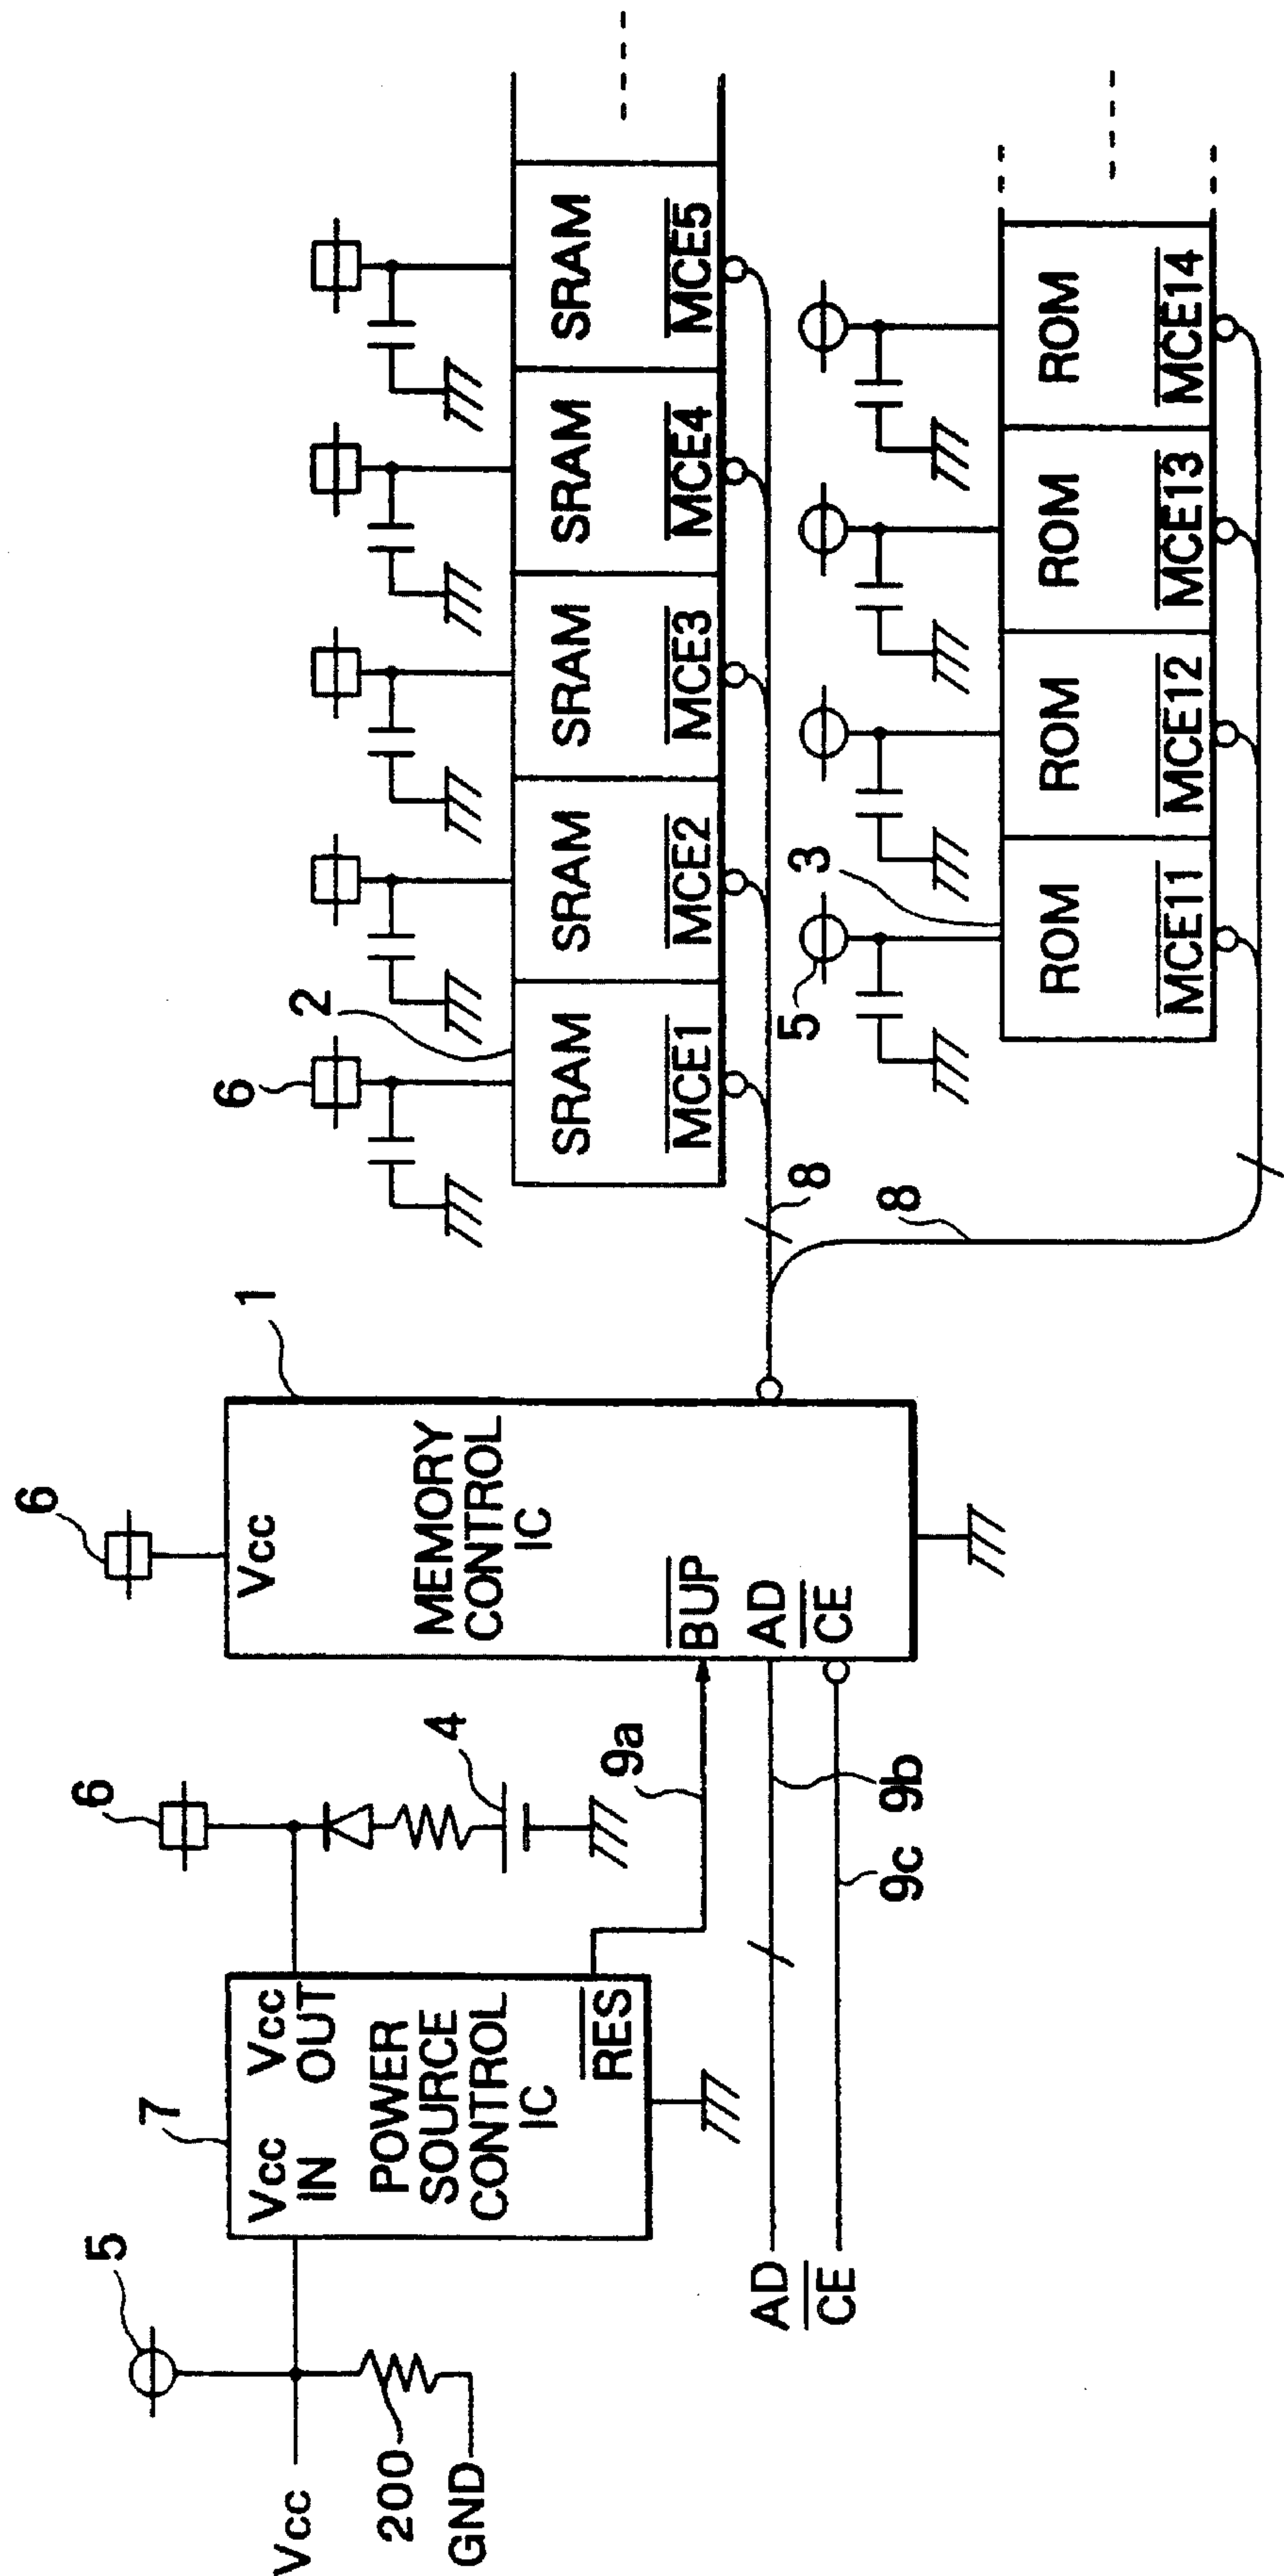 5
Vcc
200
GND
7
Vcc
IN
Vcc
OUT
POWER
SOURCE
CONTROL
IC
RES
6
4
9a
AD
CE
9b
9c
6
1
Vcc
MEMORY
CONTROL
IC
BUP
AD
CE
8
8
6
2
SRAM
MCE1
SRAM
MCE2
SRAM
MCE3
SRAM
MCE4
SRAM
MCE5
5
3
ROM
MCE11
ROM
MCE12
ROM
MCE13
ROM
MCE14